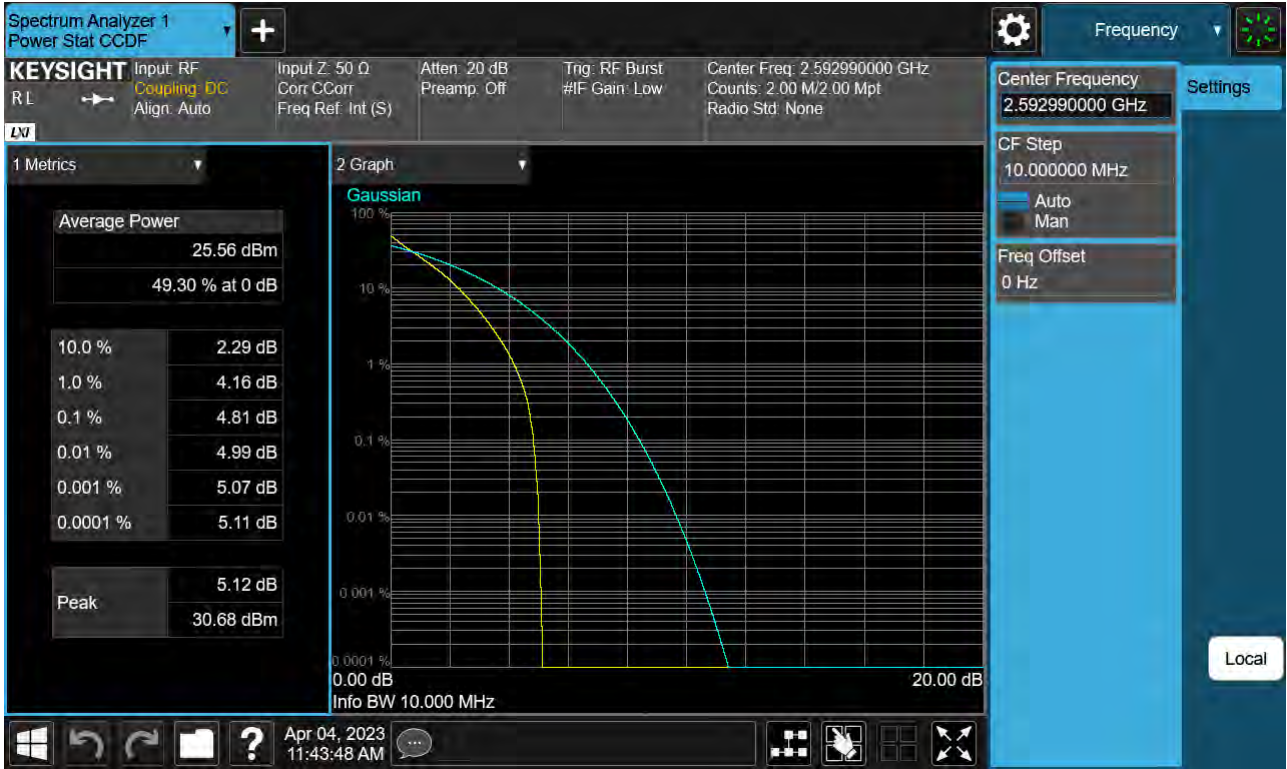 Spectrum Analyzer 1
Power Stat CCDF
Frequency
KEYSIGHT
R L
LXI
Input: RF
Coupling: DC
Align: Auto
Input Z: 50 Ω
Corr CCorr
Freq Ref: Int (S)
Atten: 20 dB
Preamp: Off
Trig: RF Burst
#IF Gain: Low
Center Freq: 2.592990000 GHz
Counts: 2.00 M/2.00 Mpt
Radio Std: None
Center Frequency
2.592990000 GHz
Settings
CF Step
10.000000 MHz
Auto
Man
Freq Offset
0 Hz
Local
1 Metrics
Average Power
25.56 dBm
49.30 % at 0 dB
10.0 % 2.29 dB
1.0 % 4.16 dB
0.1 % 4.81 dB
0.01 % 4.99 dB
0.001 % 5.07 dB
0.0001 % 5.11 dB
Peak
5.12 dB
30.68 dBm
2 Graph
Gaussian
100 %
10 %
1 %
0.1 %
0.01 %
0.001 %
0.0001 %
0.00 dB 20.00 dB
Info BW 10.000 MHz
Apr 04, 2023
11:43:48 AM